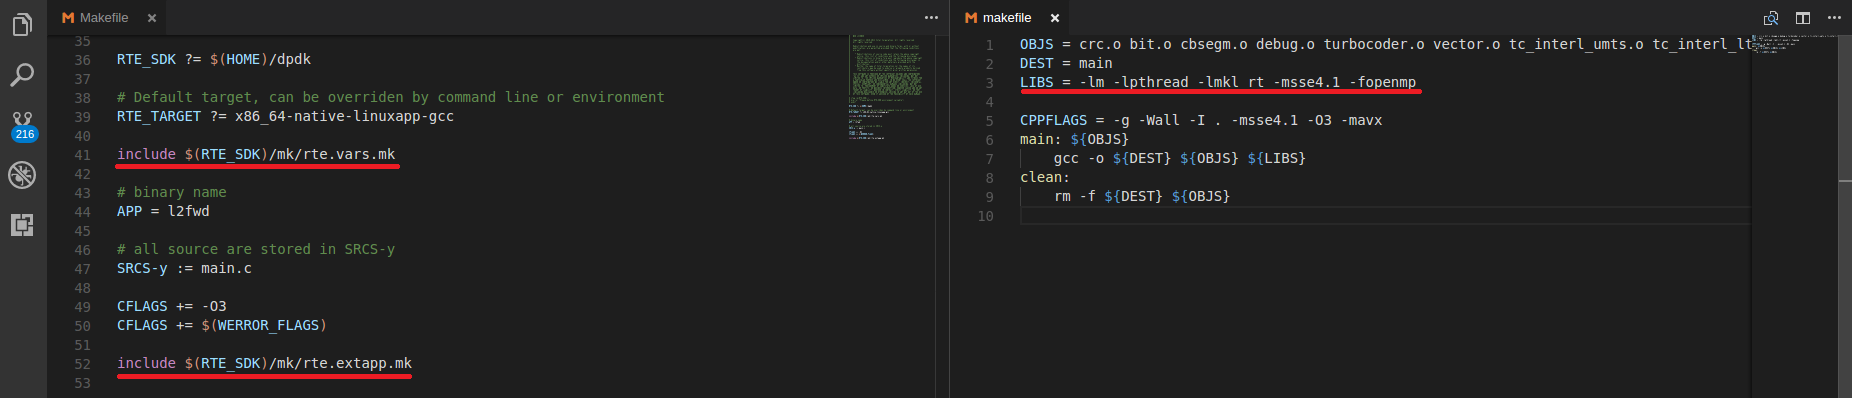 Makefile
35
36 RTE_SDK ?= $(HOME)/dpdk
37
38 # Default target, can be overriden by command line or environment
39 RTE_TARGET ?= x86_64-native-linuxapp-gcc
40
41 include $(RTE_SDK)/mk/rte.vars.mk
42
43 # binary name
44 APP = l2fwd
45
46 # all source are stored in SRCS-y
47 SRCS-y := main.c
48
49 CFLAGS += -O3
50 CFLAGS += $(WERROR_FLAGS)
51
52 include $(RTE_SDK)/mk/rte.extapp.mk
53
216
makefile
1 OBJS = crc.o bit.o cbsegm.o debug.o turbocoder.o vector.o tc_interl_umts.o tc_interl_lt
2 DEST = main
3 LIBS = -lm -lpthread -lmkl_rt -msse4.1 -fopenmp
4
5 CPPFLAGS = -g -Wall -I . -msse4.1 -O3 -mavx
6 main: ${OBJS}
7 gcc -o ${DEST} ${OBJS} ${LIBS}
8 clean:
9 rm -f ${DEST} ${OBJS}
10